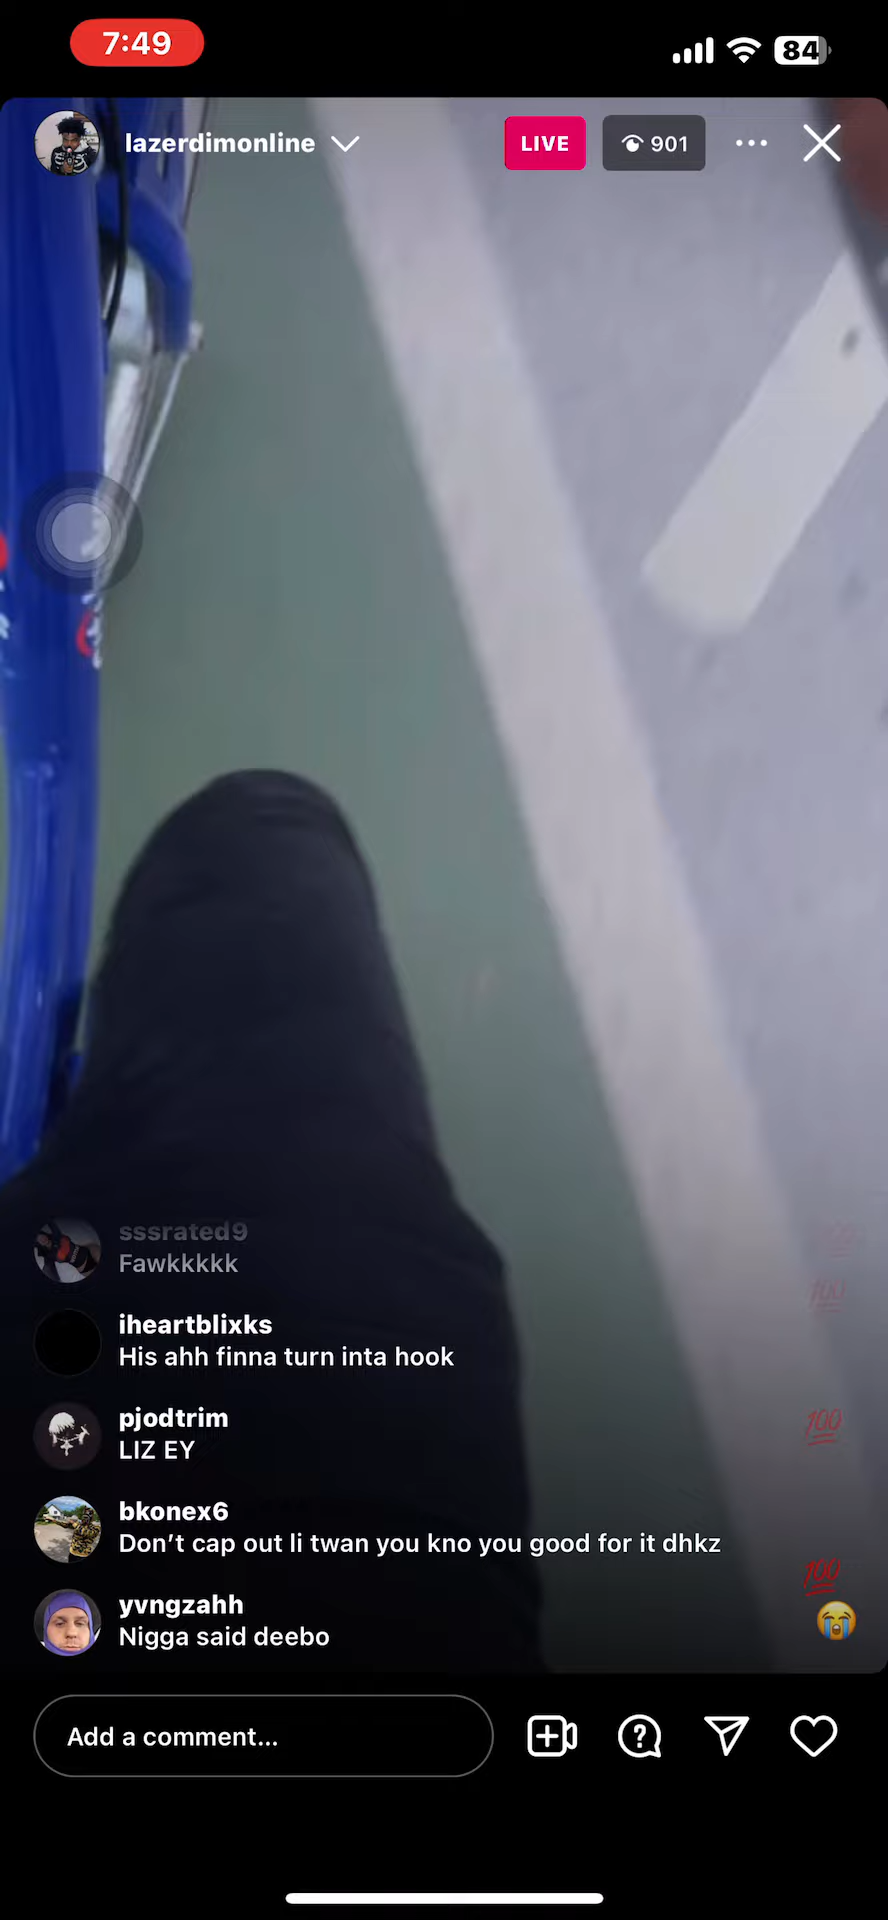 7:49
84
lazerdimonline
LIVE
901
sssrated9
Fawkkkkk
iheartblixks
His ahh finna turn inta hook
pjodtrim
LIZ EY
bkonex6
Don’t cap out li twan you kno you good for it dhkz
yvngzahh
Nigga said deebo
Add a comment...